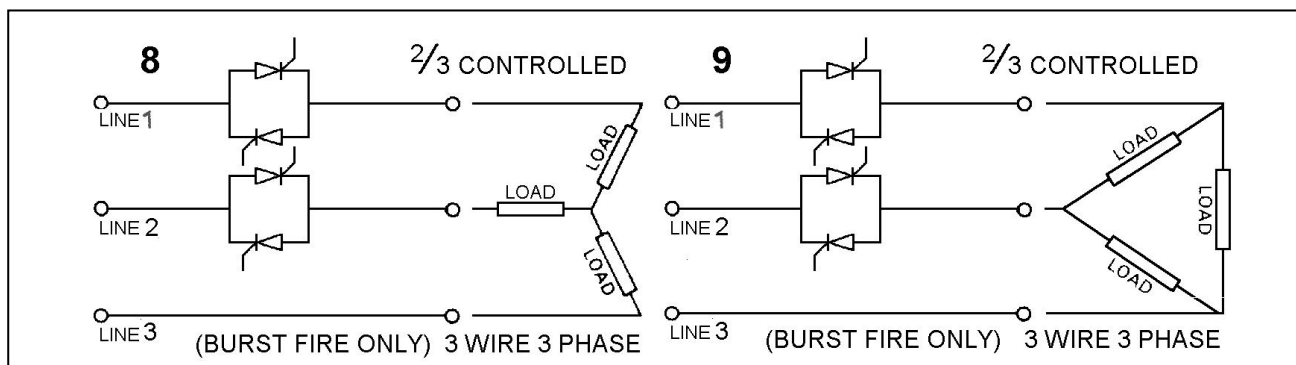 8
2/3 CONTROLLED
LINE 1
LOAD
LINE 2
LOAD
LOAD
LINE 3
(BURST FIRE ONLY) 3 WIRE 3 PHASE
9
2/3 CONTROLLED
LINE 1
LOAD
LINE 2
LOAD
LOAD
LINE 3
(BURST FIRE ONLY) 3 WIRE 3 PHASE